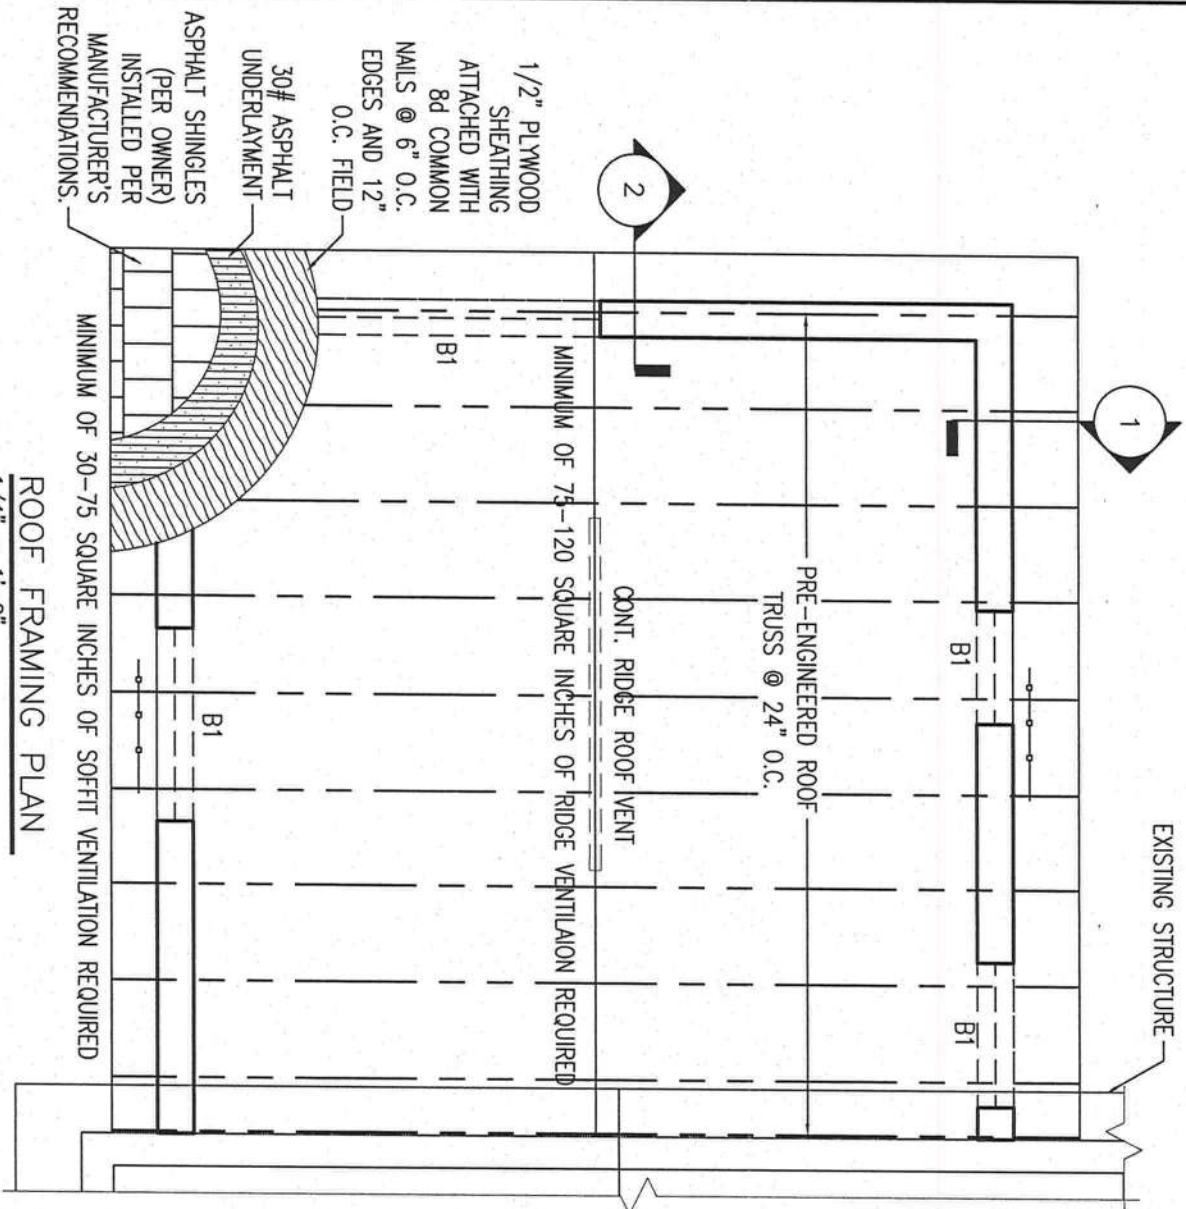 EXISTING STRUCTURE
1
2
1/2" PLYWOOD
SHEATHING
ATTACHED WITH
8d COMMON
NAILS @ 6" O.C.
EDGES AND 12"
O.C. FIELD
30# ASPHALT
UNDERLAYMENT
ASPHALT SHINGLES
(PER OWNER)
INSTALLED PER
MANUFACTURER'S
RECOMMENDATIONS.
B1
B1
PRE-ENGINEERED ROOF
TRUSS @ 24" O.C.
CONT. RIDGE ROOF VENT
MINIMUM OF 75-120 SQUARE INCHES OF RIDGE VENTILAION REQUIRED
B1
B1
MINIMUM OF 30-75 SQUARE INCHES OF SOFFIT VENTILATION REQUIRED
ROOF FRAMING PLAN